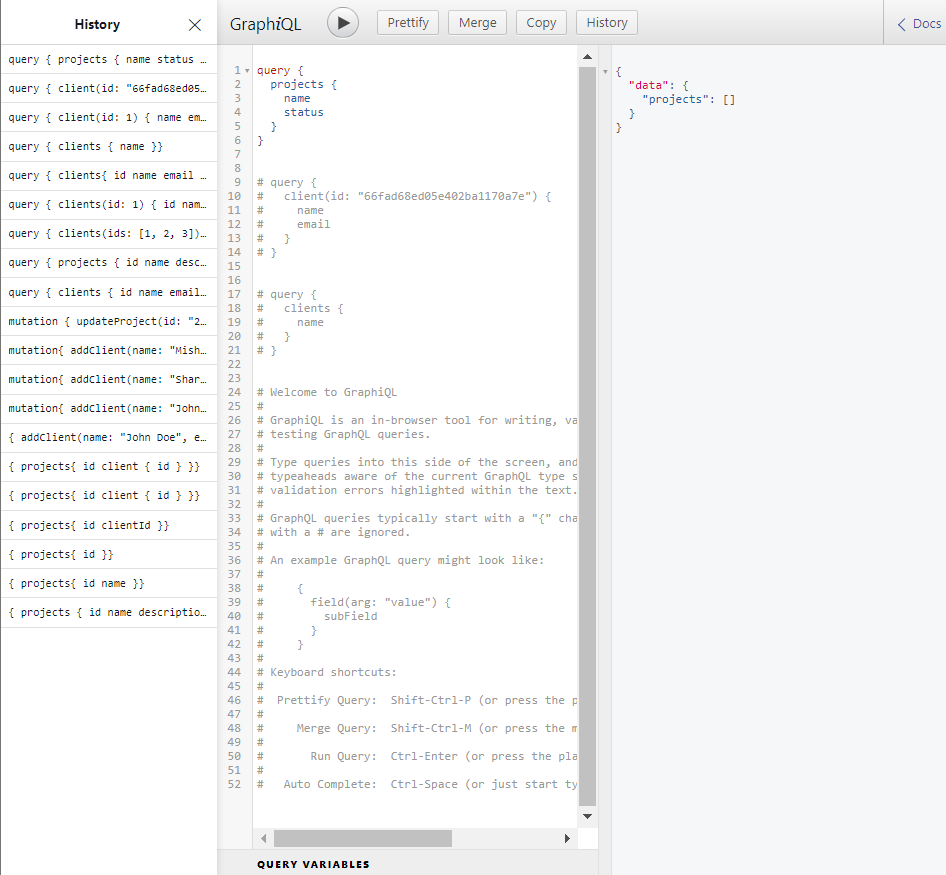 History
query { projects { name status …
query { client(id: "66fad68ed05…
query { client(id: 1) { name em…
query { clients { name }}
query { clients{ id name email …
query { clients(id: 1) { id nam…
query { clients(ids: [1, 2, 3])…
query { projects { id name desc…
query { clients { id name email…
mutation { updateProject(id: "2…
mutation{ addClient(name: "Mish…
mutation{ addClient(name: "Shar…
mutation{ addClient(name: "John…
{ addClient(name: "John Doe", e…
{ projects{ id client { id } }}
{ projects{ id client { id } }}
{ projects{ id clientId }}
{ projects{ id }}
{ projects{ id name }}
{ projects { id name descriptio…
GraphiQL
Prettify Merge Copy History
Docs
1 query {
2   projects {
3     name
4     status
5   }
6 }
7
8
9 # query {
10 #   client(id: "66fad68ed05e402ba1170a7e") {
11 #     name
12 #     email
13 #   }
14 # }
15
16
17 # query {
18 #   clients {
19 #     name
20 #   }
21 # }
22
23
24 # Welcome to GraphiQL
25 #
26 # GraphiQL is an in-browser tool for writing, va
27 # testing GraphQL queries.
28 #
29 # Type queries into this side of the screen, and
30 # typeaheads aware of the current GraphQL type s
31 # validation errors highlighted within the text.
32 #
33 # GraphQL queries typically start with a "{" cha
34 # with a # are ignored.
35 #
36 # An example GraphQL query might look like:
37 #
38 #     {
39 #       field(arg: "value") {
40 #         subField
41 #       }
42 #     }
43 #
44 # Keyboard shortcuts:
45 #
46 #  Prettify Query:  Shift-Ctrl-P (or press the p
47 #
48 #     Merge Query:  Shift-Ctrl-M (or press the m
49 #
50 #       Run Query:  Ctrl-Enter (or press the pla
51 #
52 #   Auto Complete:  Ctrl-Space (or just start ty
QUERY VARIABLES
{
  "data": {
    "projects": []
  }
}